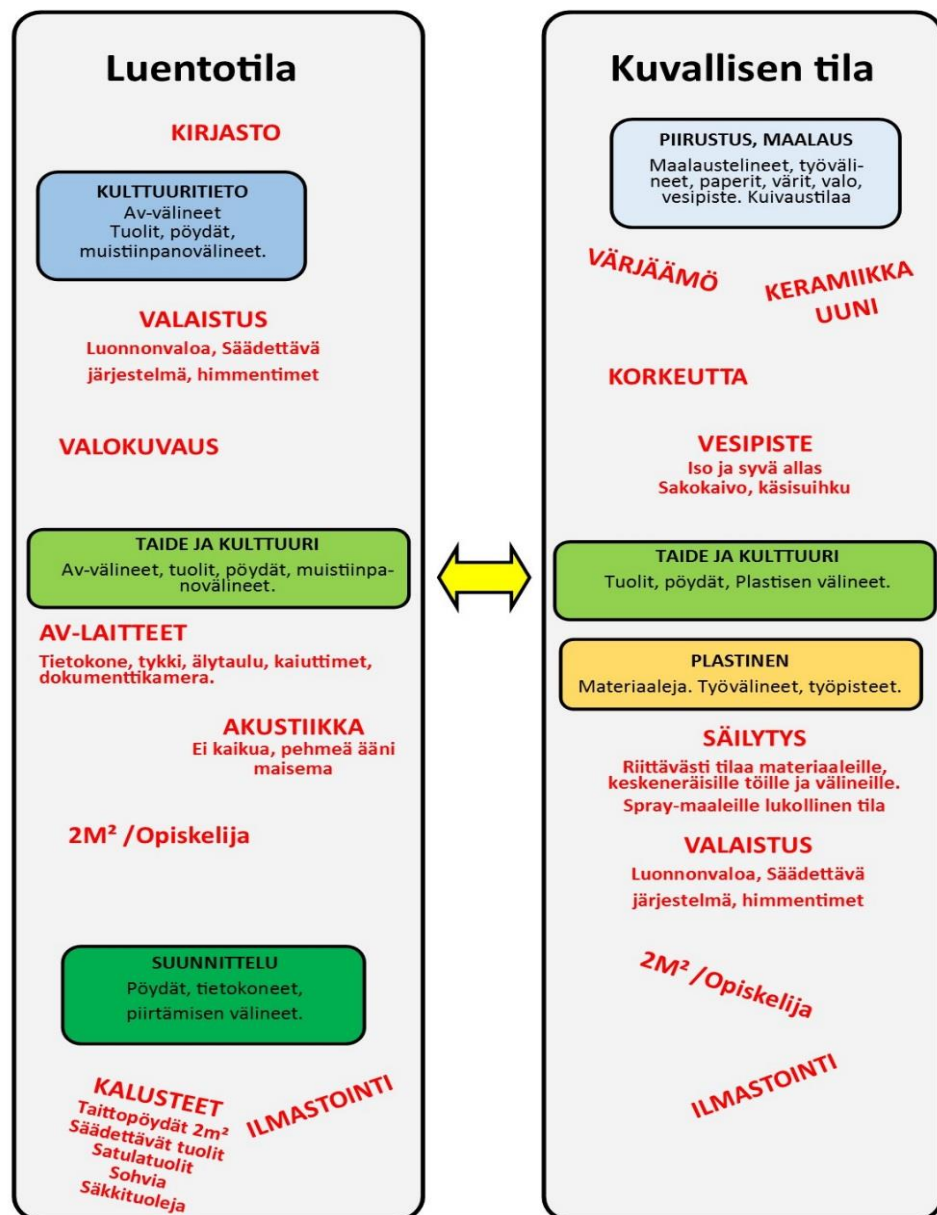 Luentotila
KIRJASTO
KULTTUURITIETO
Av-välineet
Tuolit, pöydät,
muistiinpanovälineet.
VALAISTUS
Luonnonvaloa, Säädettävä
järjestelmä, himmentimet
VALOKUVAUS
TAIDE JA KULTTUURI
Av-välineet, tuolit, pöydät, muistiinpa-
novälineet.
AV-LAITTEET
Tietokone, tykki, älytaulu, kaiuttimet,
dokumenttikamera.
AKUSTIIKKA
Ei kaikua, pehmeä ääni
maisema
2M² /Opiskelija
SUUNNITTELU
Pöydät, tietokoneet,
piirtämisen välineet.
KALUSTEET
Taittopöydät 2m²
Säädettävät tuolit
Satulatuolit
Sohvia
Säkkituoleja
ILMASTOINTI
Kuvallisen tila
PIIRUSTUS, MAALAUS
Maalaustelineet, työväli-
neet, paperit, värit, valo,
vesipiste. Kuivaustilaa
VÄRJÄÄMÖ
KERAMIIKKA
UUNI
KORKEUTTA
VESIPISTE
Iso ja syvä allas
Sakokaivo, käsisuihku
TAIDE JA KULTTUURI
Tuolit, pöydät, Plastisen välineet.
PLASTINEN
Materiaaleja. Työvälineet, työpisteet.
SÄILYTYS
Riittävästi tilaa materiaaleille,
keskeneräisille töille ja välineille.
Spray-maaleille lukollinen tila
VALAISTUS
Luonnonvaloa, Säädettävä
järjestelmä, himmentimet
2M² /Opiskelija
ILMASTOINTI